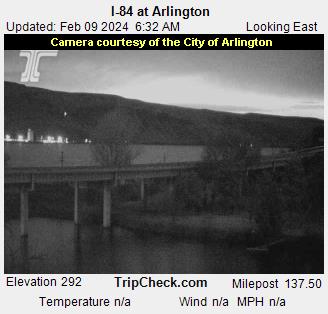 I-84 at Arlington
Updated: Feb 09 2024 6:32 AM Looking East
Camera courtesy of the City of Arlington
Elevation 292 TripCheck.com Milepost 137.50
Temperature n/a Wind n/a MPH n/a